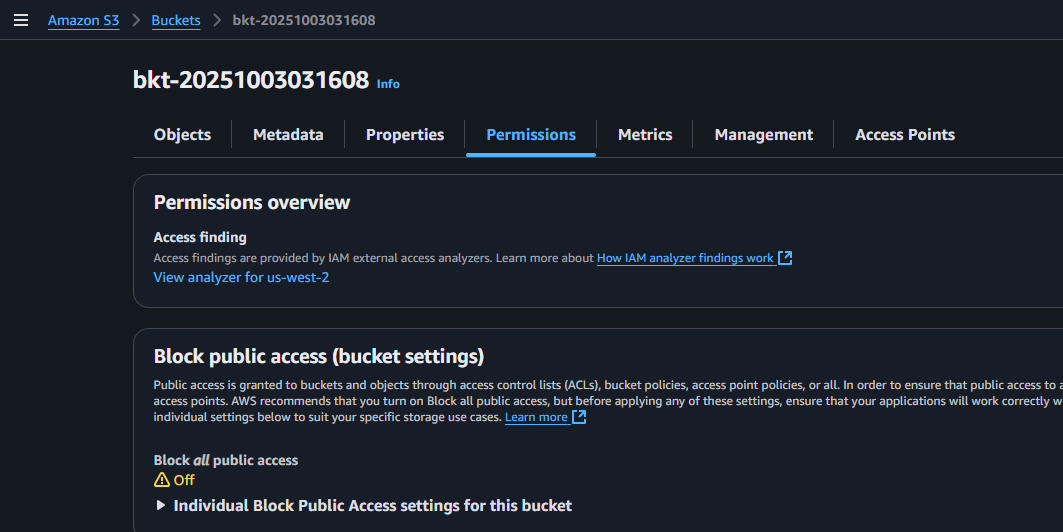 Amazon S3 > Buckets > bkt-20251003031608
bkt-20251003031608 Info
Objects Metadata Properties Permissions Metrics Management Access Points
Permissions overview
Access finding
Access findings are provided by IAM external access analyzers. Learn more about How IAM analyzer findings work
View analyzer for us-west-2
Block public access (bucket settings)
Public access is granted to buckets and objects through access control lists (ACLs), bucket policies, access point policies, or all. In order to ensure that public access to a
access points. AWS recommends that you turn on Block all public access, but before applying any of these settings, ensure that your applications will work correctly w
individual settings below to suit your specific storage use cases. Learn more
Block all public access
Off
Individual Block Public Access settings for this bucket